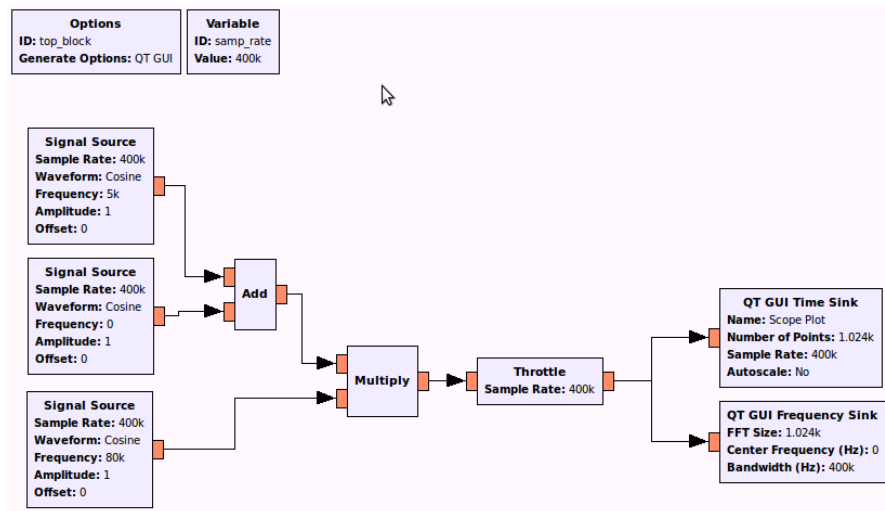 Options
ID: top_block
Generate Options: QT GUI
Variable
ID: samp_rate
Value: 400k
Signal Source
Sample Rate: 400k
Waveform: Cosine
Frequency: 5k
Amplitude: 1
Offset: 0
Signal Source
Sample Rate: 400k
Waveform: Cosine
Frequency: 0
Amplitude: 1
Offset: 0
Signal Source
Sample Rate: 400k
Waveform: Cosine
Frequency: 80k
Amplitude: 1
Offset: 0
Add
Multiply
Throttle
Sample Rate: 400k
QT GUI Time Sink
Name: Scope Plot
Number of Points: 1.024k
Sample Rate: 400k
Autoscale: No
QT GUI Frequency Sink
FFT Size: 1.024k
Center Frequency (Hz): 0
Bandwidth (Hz): 400k